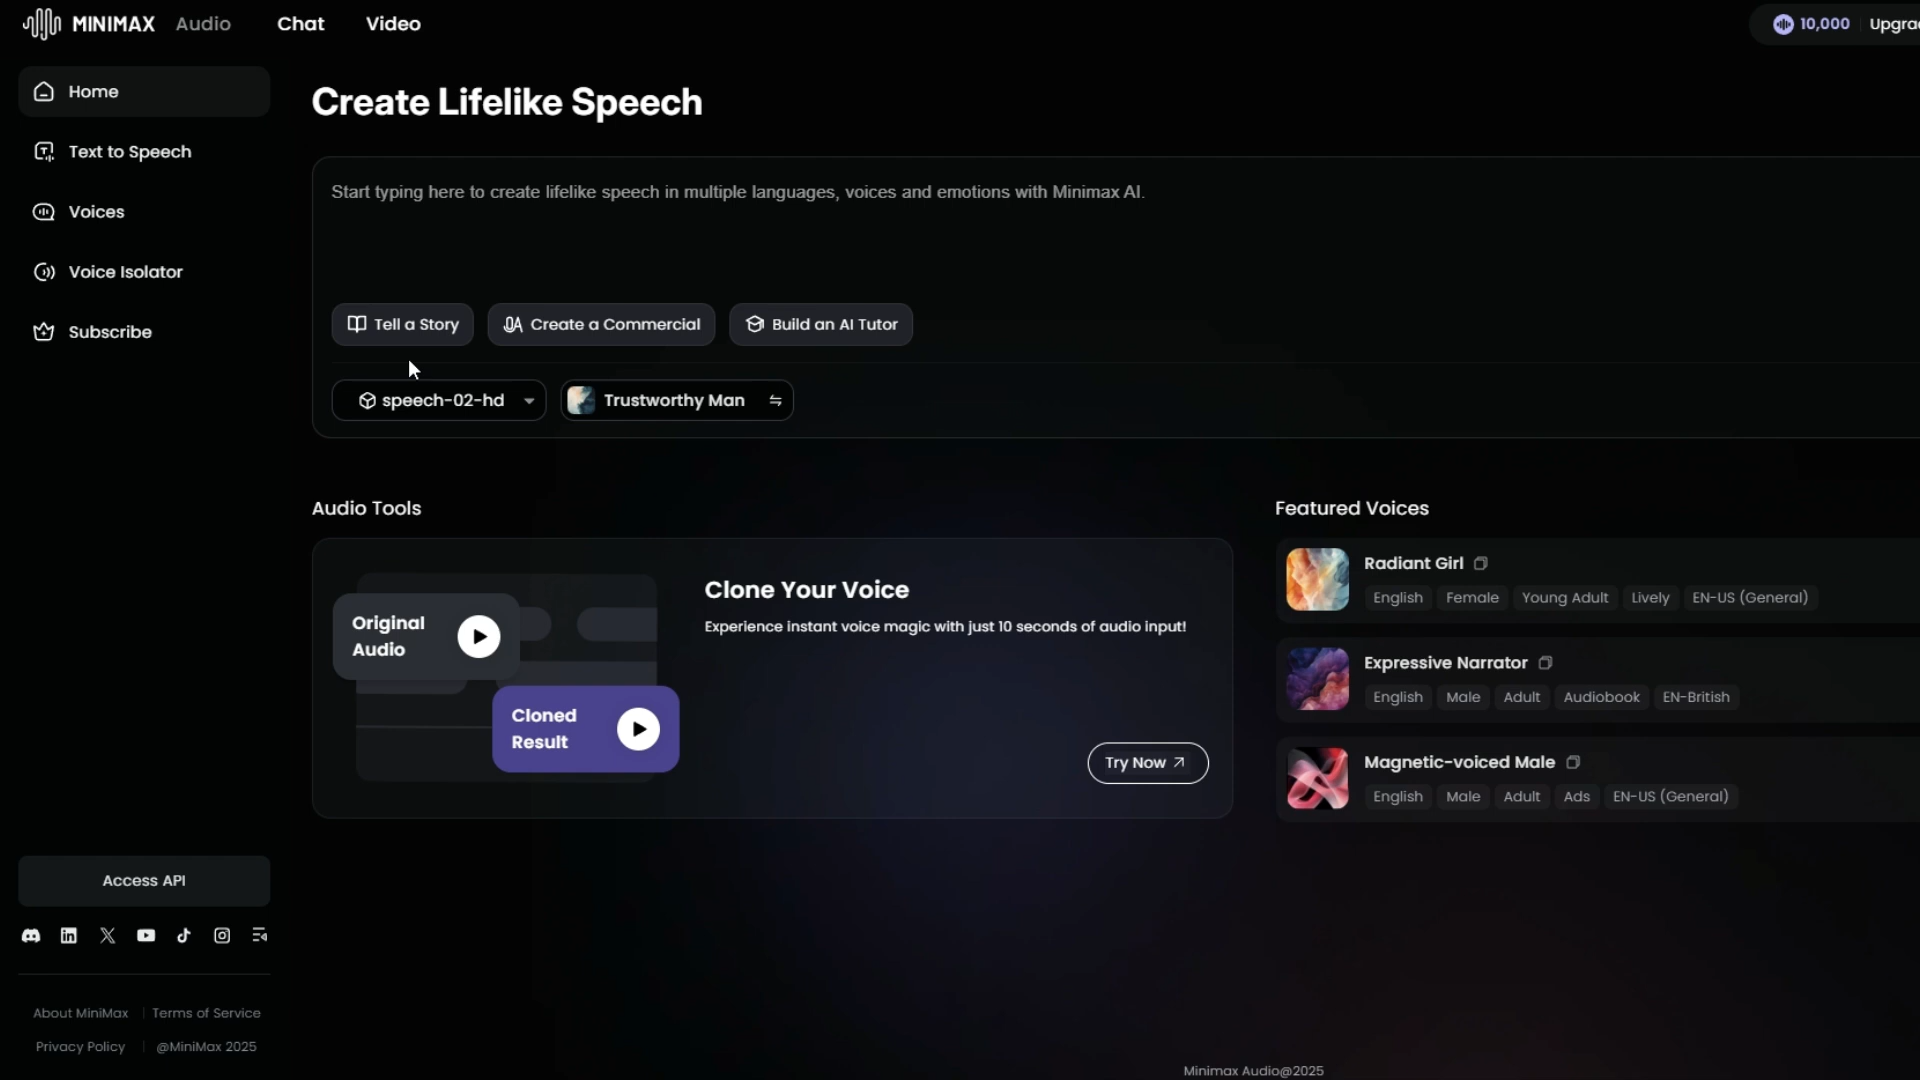 MINIMAX Audio Chat Video
10,000 Upgrad
Home
Text to Speech
Voices
Voice Isolator
Subscribe
Create Lifelike Speech
Start typing here to create lifelike speech in multiple languages, voices and emotions with Minimax AI.
Tell a Story Create a Commercial Build an AI Tutor
speech-02-hd Trustworthy Man
Audio Tools
Original
Audio
Cloned
Result
Clone Your Voice
Experience instant voice magic with just 10 seconds of audio input!
Try Now
Featured Voices
Radiant Girl
English Female Young Adult Lively EN-US (General)
Expressive Narrator
English Male Adult Audiobook EN-British
Magnetic-voiced Male
English Male Adult Ads EN-US (General)
Access API
About MiniMax Terms of Service
Privacy Policy @MiniMax 2025
Minimax Audio@2025